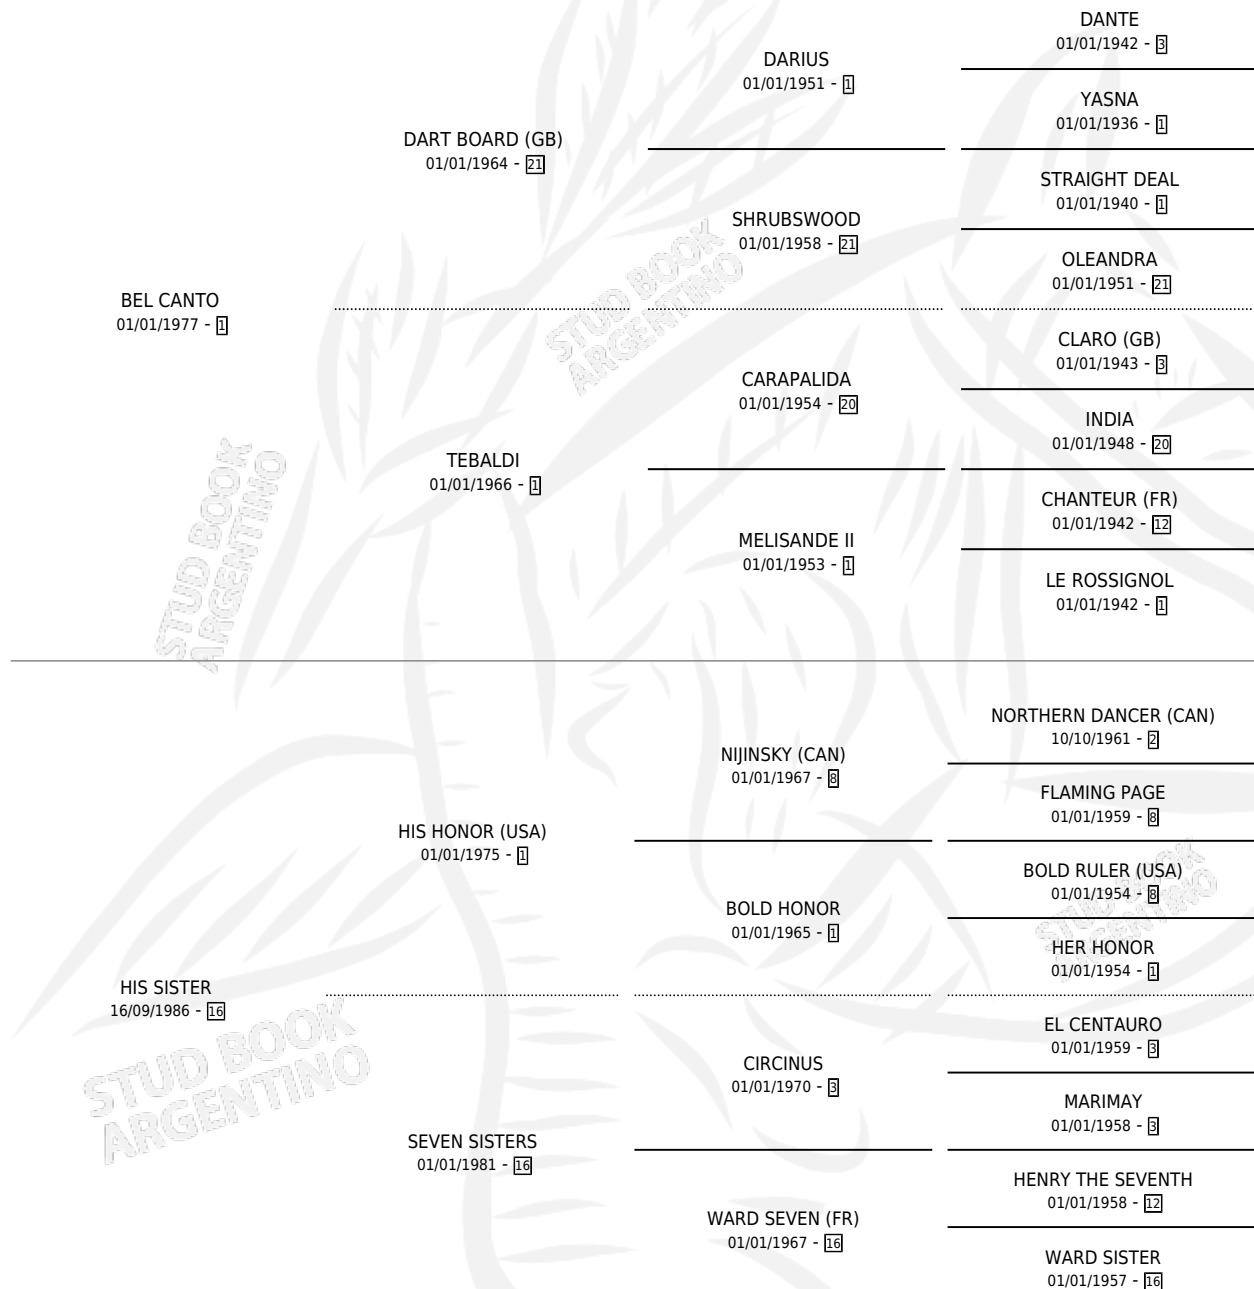 DANTE
01/01/1942 - 3
DARIUS
01/01/1951 - 1
YASNA
01/01/1936 - 1
DART BOARD (GB)
01/01/1964 - 21
STRAIGHT DEAL
01/01/1940 - 1
SHRUBSWOOD
01/01/1958 - 21
OLEANDRA
01/01/1951 - 21
BEL CANTO
01/01/1977 - 1
CLARO (GB)
01/01/1943 - 3
CARAPALIDA
01/01/1954 - 20
INDIA
01/01/1948 - 20
TEBALDI
01/01/1966 - 1
CHANTEUR (FR)
01/01/1942 - 12
MELISANDE II
01/01/1953 - 1
LE ROSSIGNOL
01/01/1942 - 1
NORTHERN DANCER (CAN)
10/10/1961 - 2
NIJINSKY (CAN)
01/01/1967 - 8
FLAMING PAGE
01/01/1959 - 8
HIS HONOR (USA)
01/01/1975 - 1
BOLD RULER (USA)
01/01/1954 - 8
BOLD HONOR
01/01/1965 - 1
HER HONOR
01/01/1954 - 1
HIS SISTER
16/09/1986 - 16
EL CENTAURO
01/01/1959 - 3
CIRCINUS
01/01/1970 - 3
MARIMAY
01/01/1958 - 3
SEVEN SISTERS
01/01/1981 - 16
HENRY THE SEVENTH
01/01/1958 - 12
WARD SEVEN (FR)
01/01/1967 - 16
WARD SISTER
01/01/1957 - 16
STUD BOOK
ARGENTINO
STUD BOOK
ARGENTINO
STUD BOOK
ARGENTINO
STUD BOOK
ARGENTINO